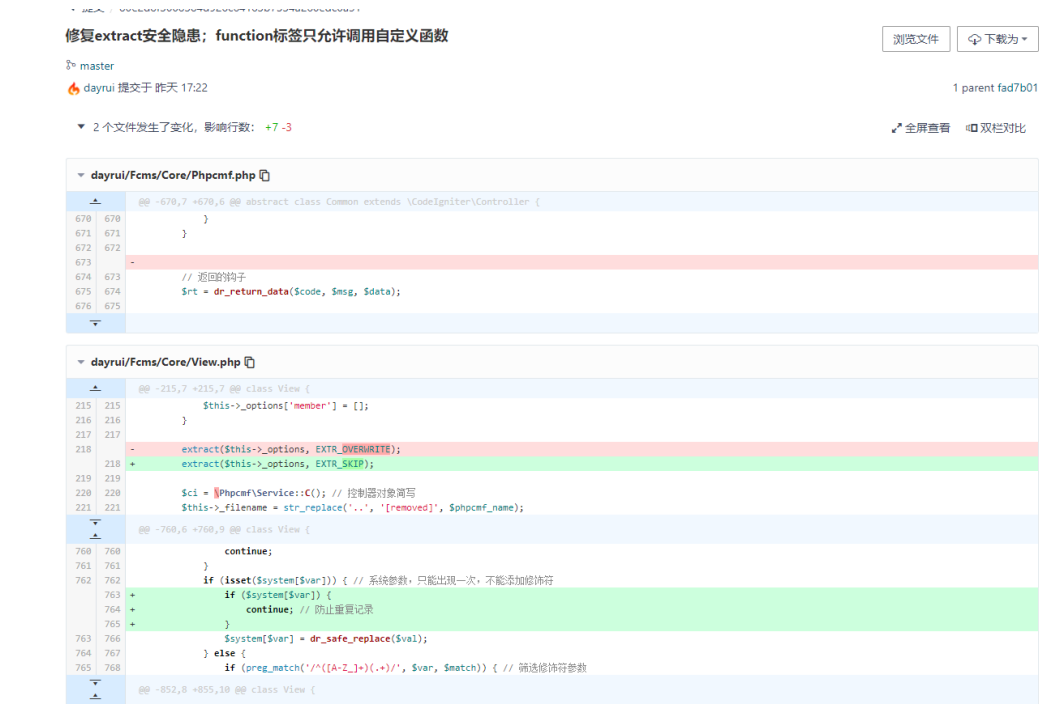 修复extract安全隐患；function标签只允许调用自定义函数
浏览文件 下载为
master
dayrui 提交于 昨天 17:22
1 parent fad7b01
2 个文件发生了变化，影响行数： +7 -3
全屏查看 双栏对比
dayrui/Fcms/Core/Phpcmf.php
@@ -670,7 +670,6 @@ abstract class Common extends \CodeIgniter\Controller {
670 670 }
671 671 }
672 672
673 -
674 673 // 返回的钩子
675 674 $rt = dr_return_data($code, $msg, $data);
676 675
dayrui/Fcms/Core/View.php
@@ -215,7 +215,7 @@ class View {
215 215 $this->_options['member'] = [];
216 216 }
217 217
218 - extract($this->_options, EXTR_OVERWRITE);
218 + extract($this->_options, EXTR_SKIP);
219 219
220 220 $ci = \Phpcmf\Service::C(); // 控制器对象简写
221 221 $this->_filename = str_replace('..', '[removed]', $phpcmf_name);
@@ -760,6 +760,9 @@ class View {
760 760 continue;
761 761 }
762 762 if (isset($system[$var])) { // 系统参数，只能出现一次，不能添加修饰符
763 + if ($system[$var]) {
764 + continue; // 防止重复记录
765 + }
763 766 $system[$var] = dr_safe_replace($val);
764 767 } else {
765 768 if (preg_match('/^([A-Z_]+)(.+)/', $var, $match)) { // 筛选修饰符参数
@@ -852,8 +855,10 @@ class View {